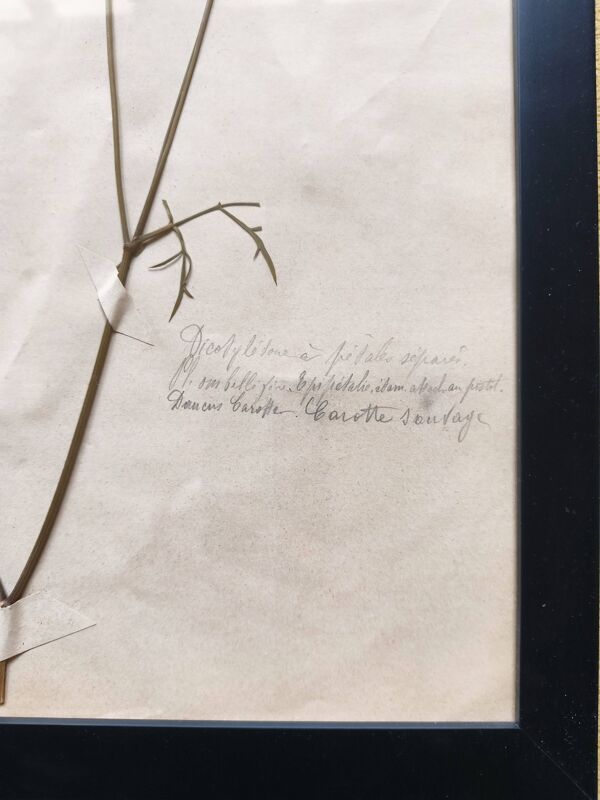 Dicotylédone à pétales séparés.
Pl. ombellifère. Epipétalie. étam. attach. au pistil.
Daucus Carotte. Carotte sauvage